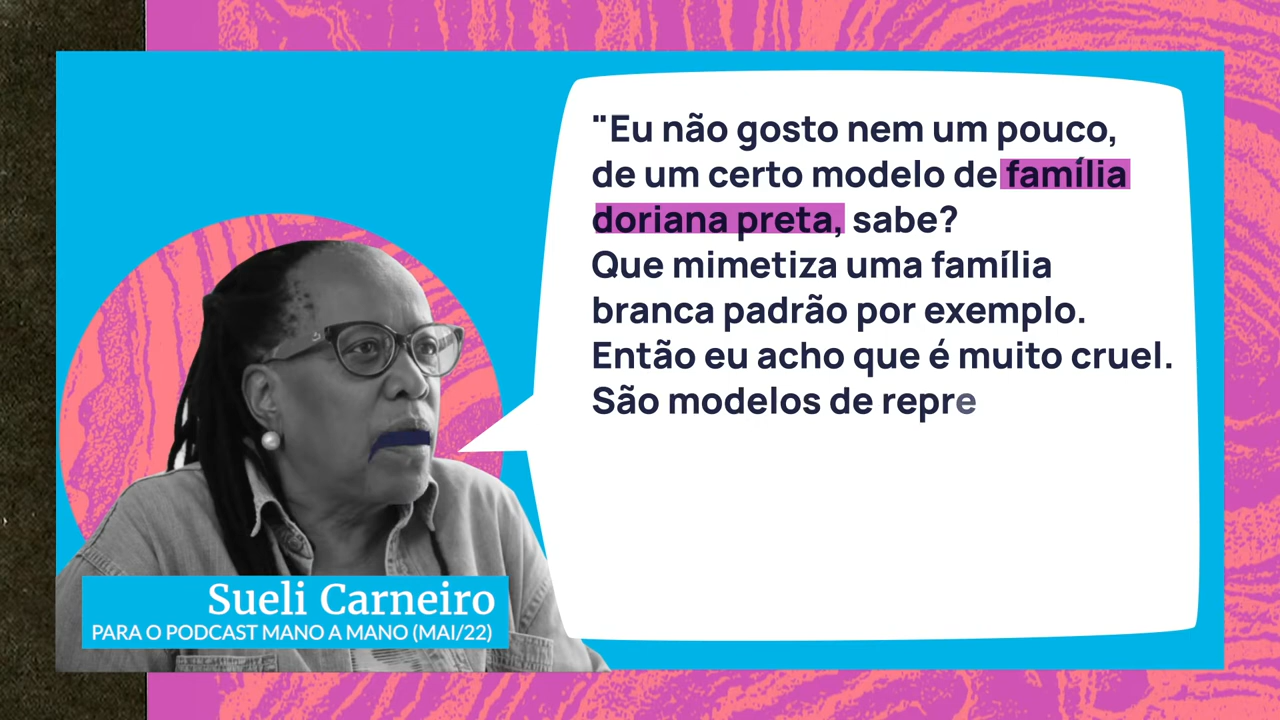 "Eu não gosto nem um pouco,
de um certo modelo de família
doriana preta, sabe?
Que mimetiza uma família
branca padrão por exemplo.
Então eu acho que é muito cruel.
São modelos de repre
Sueli Carneiro
PARA O PODCAST MANO A MANO (MAI/22)